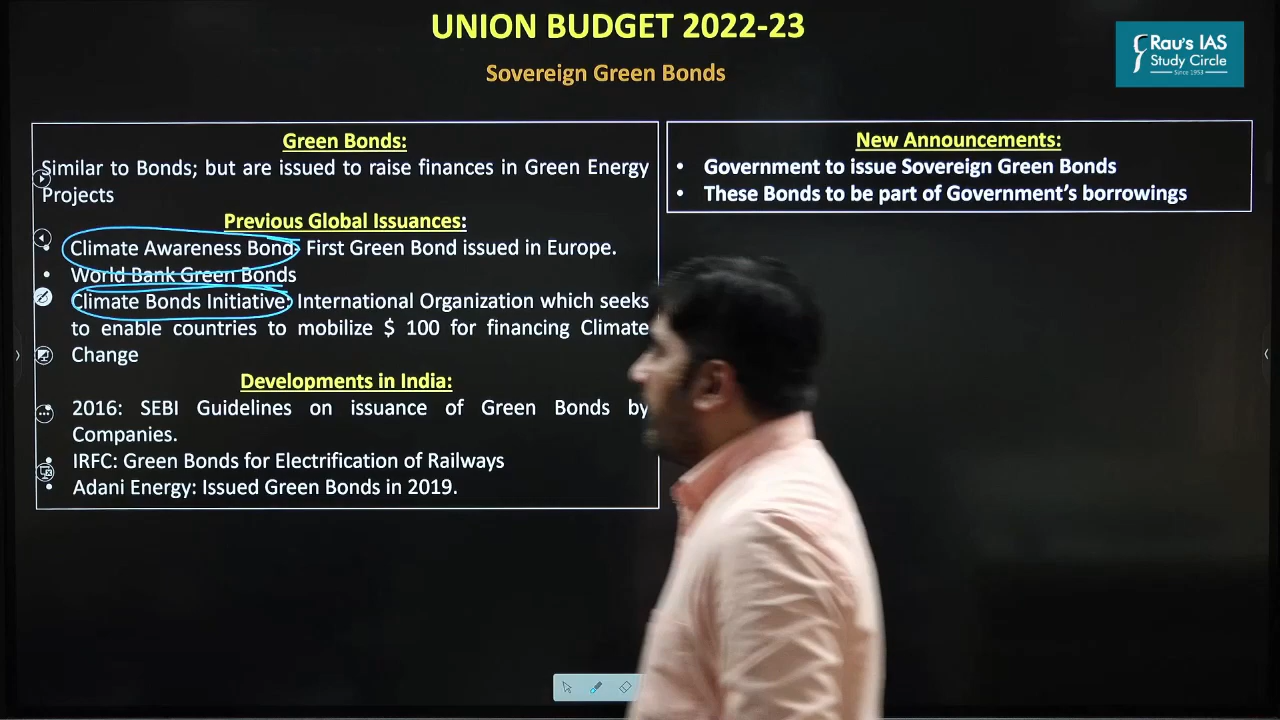 UNION BUDGET 2022-23
Sovereign Green Bonds
Rau's IAS
Study Circle
Since 1953
Green Bonds:
Similar to Bonds; but are issued to raise finances in Green Energy
Projects
Previous Global Issuances:
• Climate Awareness Bond- First Green Bond issued in Europe.
• World Bank Green Bonds
Climate Bonds Initiative: International Organization which seeks
to enable countries to mobilize $ 100 for financing Climate
Change
Developments in India:
2016: SEBI Guidelines on issuance of Green Bonds by
Companies.
• IRFC: Green Bonds for Electrification of Railways
• Adani Energy: Issued Green Bonds in 2019.
New Announcements:
• Government to issue Sovereign Green Bonds
• These Bonds to be part of Government's borrowings